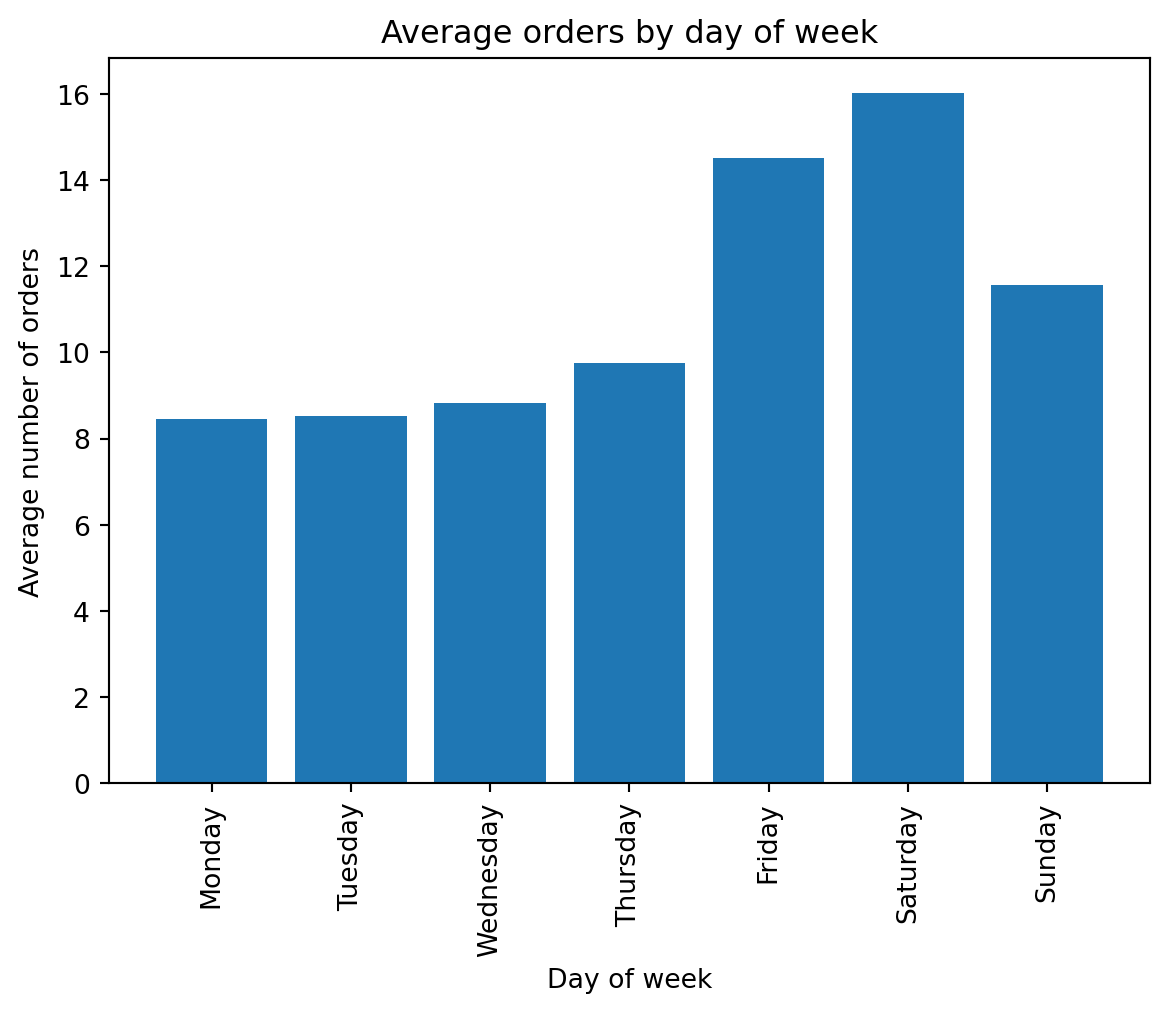 Average orders by day of week
Average number of orders
16
14
12
10
8
6
4
2
0
Monday
Tuesday
Wednesday
Thursday
Friday
Saturday
Sunday
Day of week